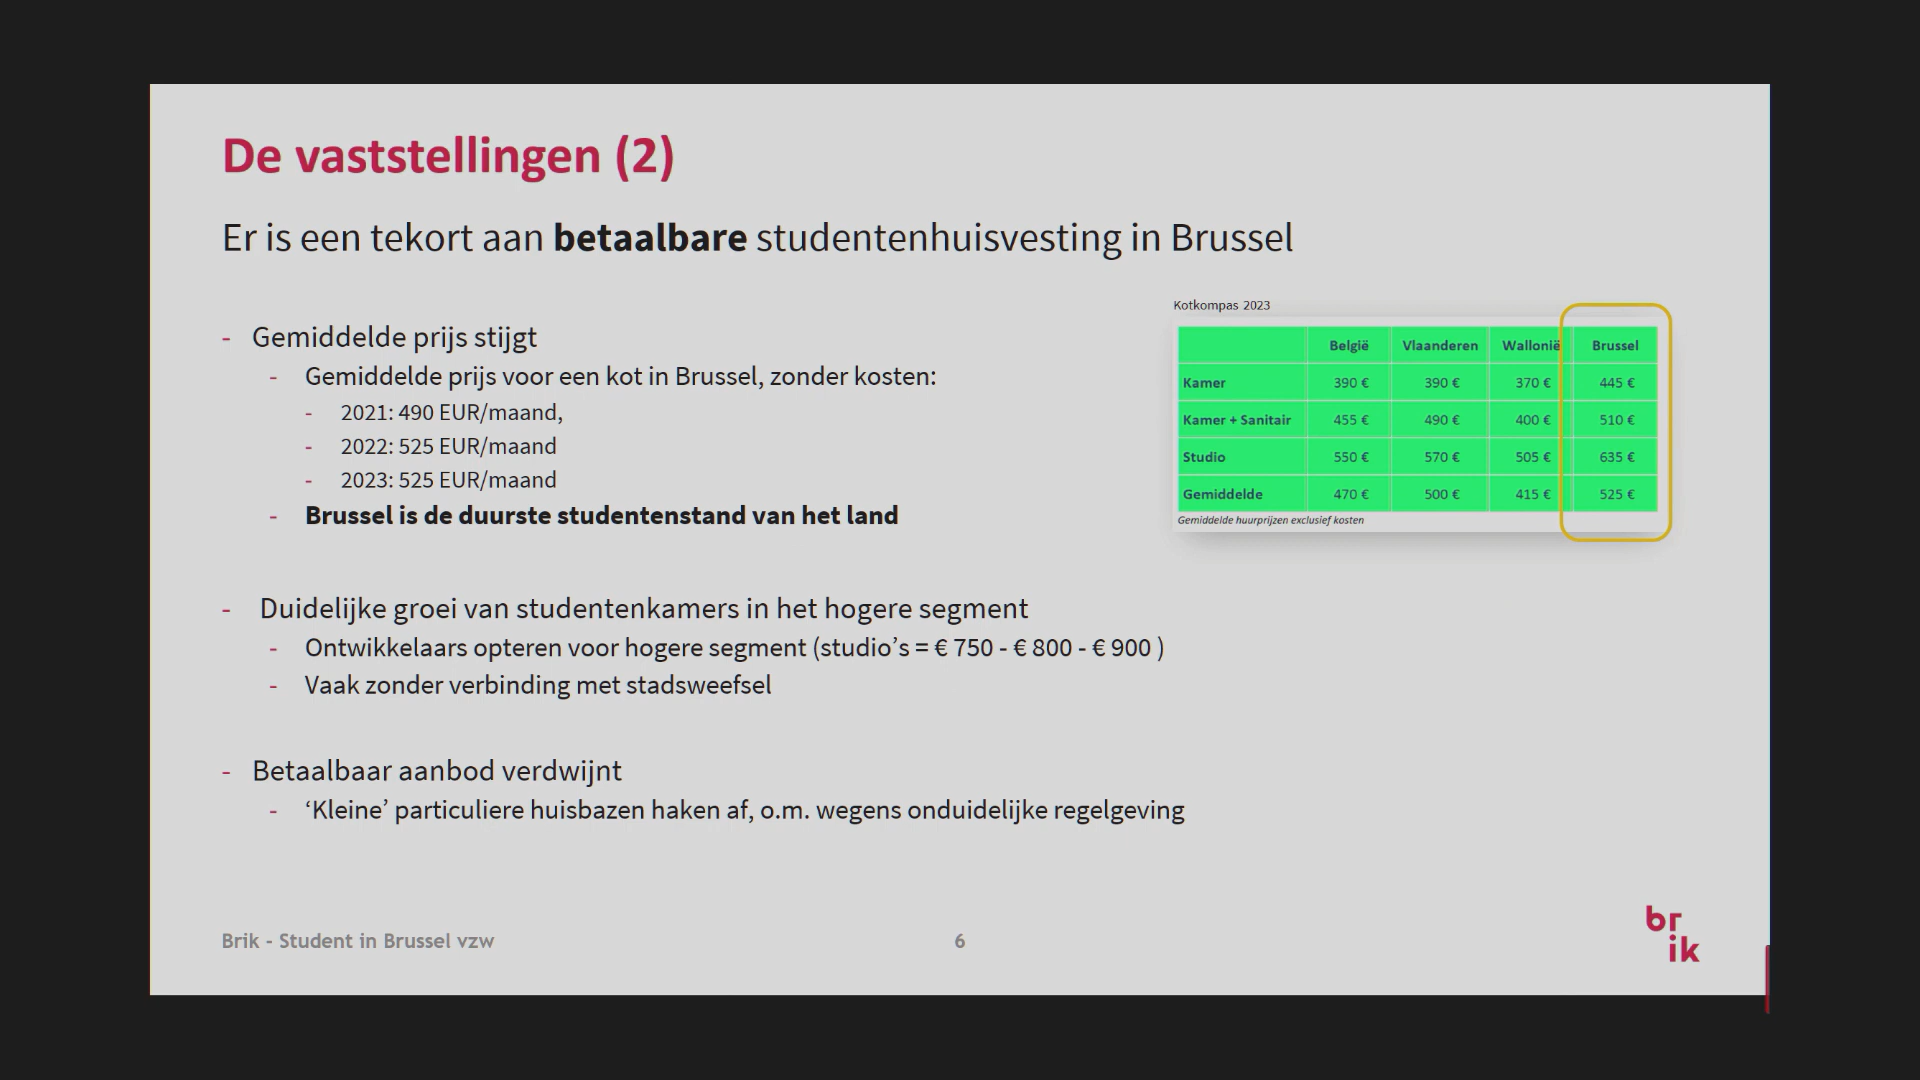 De vaststellingen (2)
Er is een tekort aan betaalbare studentenhuisvesting in Brussel
- Gemiddelde prijs stijgt
- Gemiddelde prijs voor een kot in Brussel, zonder kosten:
- 2021: 490 EUR/maand,
- 2022: 525 EUR/maand
- 2023: 525 EUR/maand
- Brussel is de duurste studentenstand van het land
Kotkompas 2023
België Vlaanderen Wallonië Brussel
Kamer 390 € 390 € 370 € 445 €
Kamer + Sanitair 455 € 490 € 400 € 510 €
Studio 550 € 570 € 505 € 635 €
Gemiddelde 470 € 500 € 415 € 525 €
Gemiddelde huurprijzen exclusief kosten
- Duidelijke groei van studentenkamers in het hogere segment
- Ontwikkelaars opteren voor hogere segment (studio’s = € 750 - € 800 - € 900 )
- Vaak zonder verbinding met stadsweefsel
- Betaalbaar aanbod verdwijnt
- ‘Kleine’ particuliere huisbazen haken af, o.m. wegens onduidelijke regelgeving
Brik - Student in Brussel vzw
6
br
ik